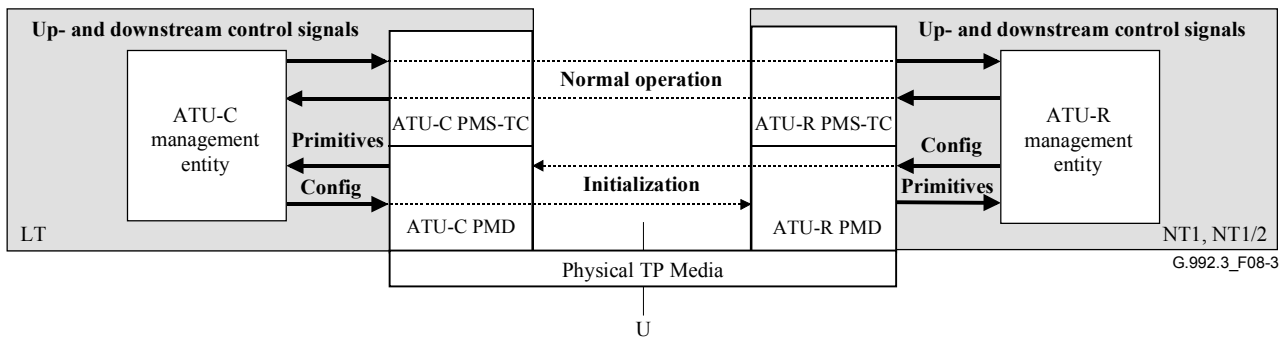 Up- and downstream control signals
Up- and downstream control signals
Normal operation
ATU-C
management
entity
ATU-C PMS-TC
ATU-R PMS-TC
ATU-R
management
entity
Primitives
Config
Config
Initialization
Primitives
ATU-C PMD
ATU-R PMD
LT
NT1, NT1/2
Physical TP Media
G.992.3_F08-3
U